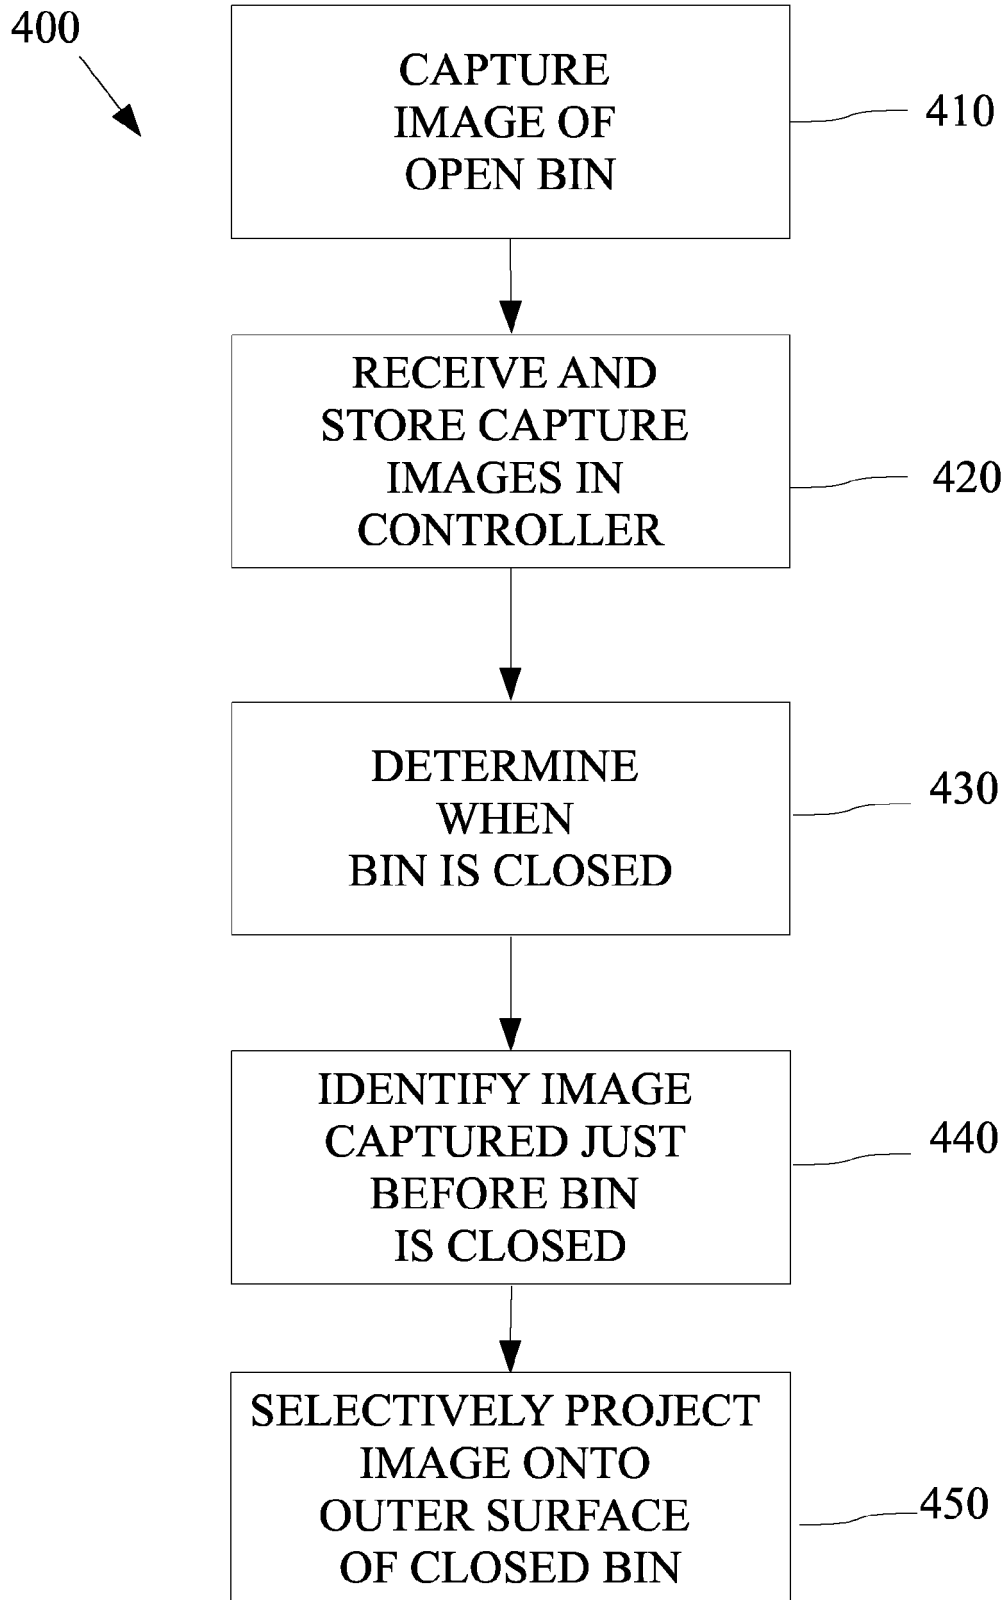 400
CAPTURE
IMAGE OF
OPEN BIN
410
RECEIVE AND
STORE CAPTURE
IMAGES IN
CONTROLLER
420
DETERMINE
WHEN
BIN IS CLOSED
430
IDENTIFY IMAGE
CAPTURED JUST
BEFORE BIN
IS CLOSED
440
SELECTIVELY PROJECT
IMAGE ONTO
OUTER SURFACE
OF CLOSED BIN
450